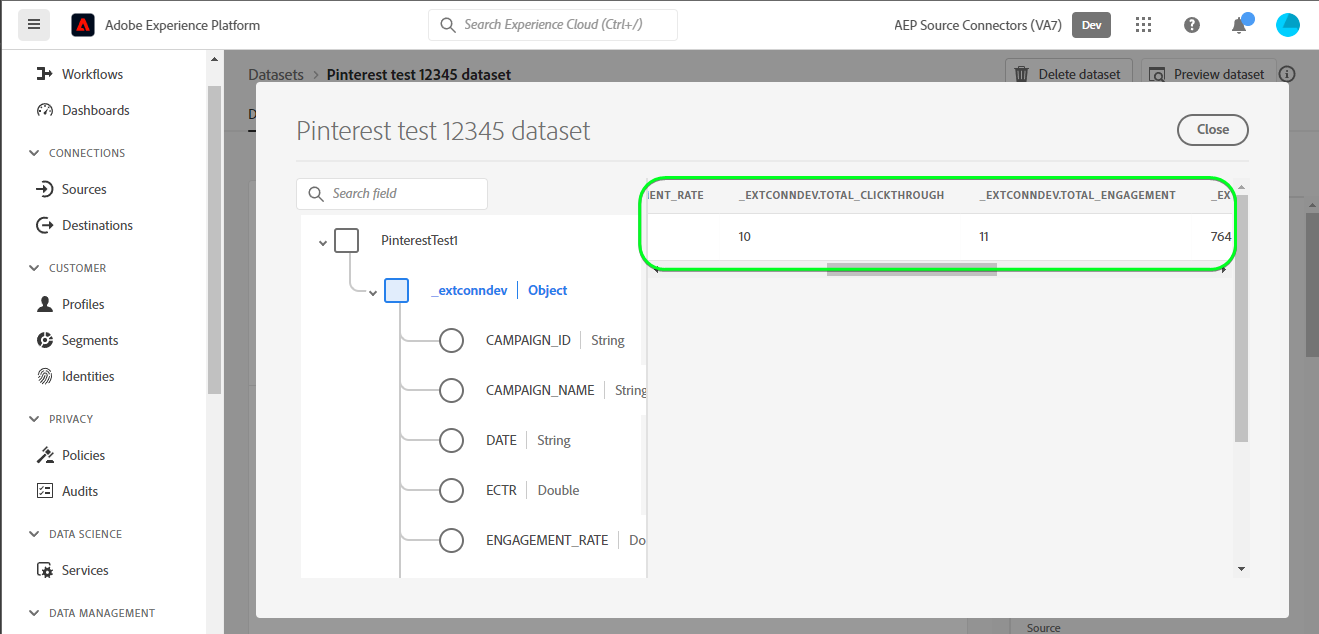 Adobe Experience Platform
Search Experience Cloud (Ctrl+/)
AEP Source Connectors (VA7)
Dev
Workflows
Dashboards
CONNECTIONS
Sources
Destinations
CUSTOMER
Profiles
Segments
Identities
PRIVACY
Policies
Audits
DATA SCIENCE
Services
DATA MANAGEMENT
Datasets > Pinterest test 12345 dataset
Delete dataset
Preview dataset
D
Pinterest test 12345 dataset
Close
Search field
PinterestTest1
_extconndev | Object
CAMPAIGN_ID | String
CAMPAIGN_NAME | String
DATE | String
ECTR | Double
ENGAGEMENT_RATE | Do
ENT_RATE _EXTCONNDEV.TOTAL_CLICKTHROUGH _EXTCONNDEV.TOTAL_ENGAGEMENT _EX
10 11 764
Source